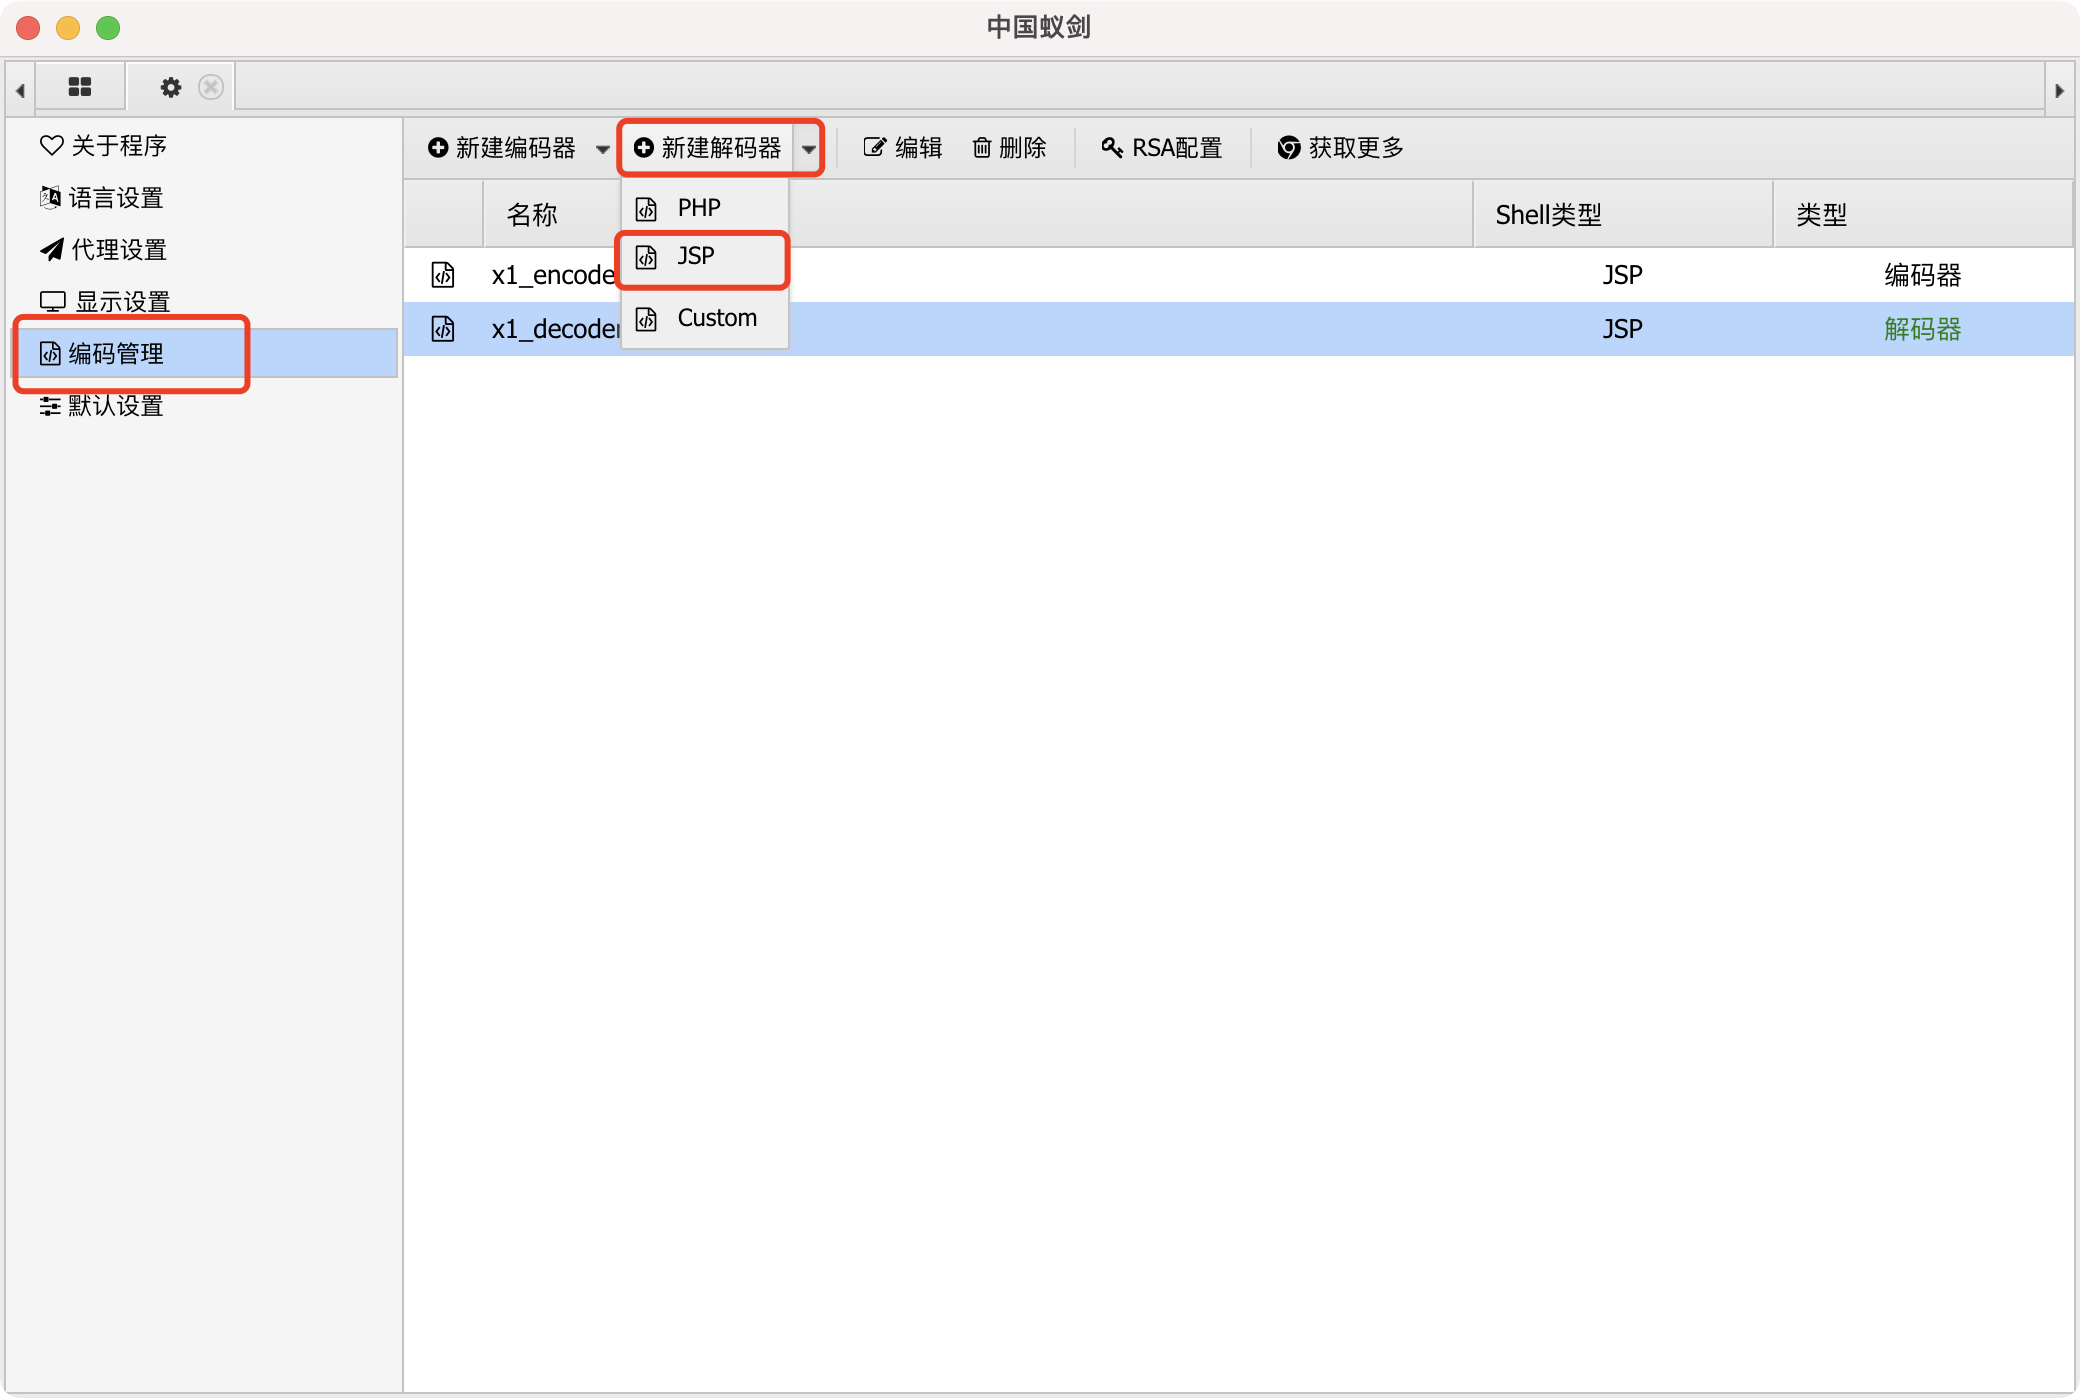 中国蚁剑
关于程序
语言设置
代理设置
显示设置
编码管理
默认设置
新建编码器 新建解码器 编辑 删除 RSA配置 获取更多
PHP
JSP
Custom
名称 Shell类型 类型
x1_encode JSP 编码器
x1_decoder JSP 解码器